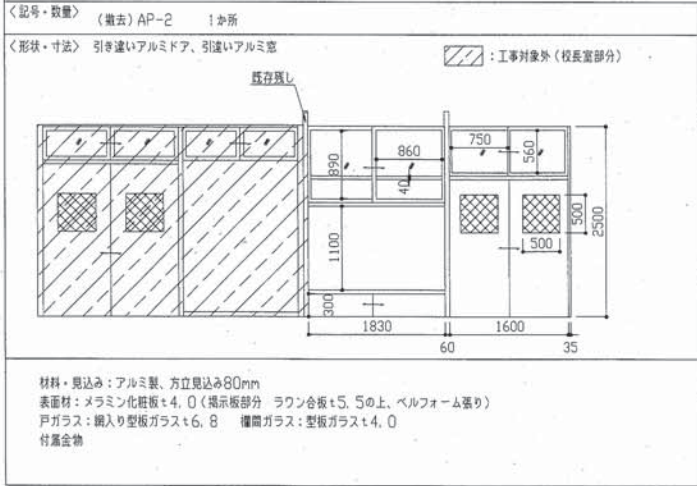 〈記号・数量〉 (撤去) AP-2 1か所
〈形状・寸法〉 引き違いアルミドア、引違いアルミ窓
：工事対象外(校長室部分)
既存残し
890
860
40
750
560
500
500
2500
1100
300
1830
1600
60
35
材料・見込み：アルミ製、方立見込み80mm
表面材：メラミン化粧板t4.0(掲示板部分 ラワン合板t5.5の上、ベルフォーム張り)
戸ガラス：網入り型板ガラスt6.8 欄間ガラス：型板ガラスt4.0
付属金物